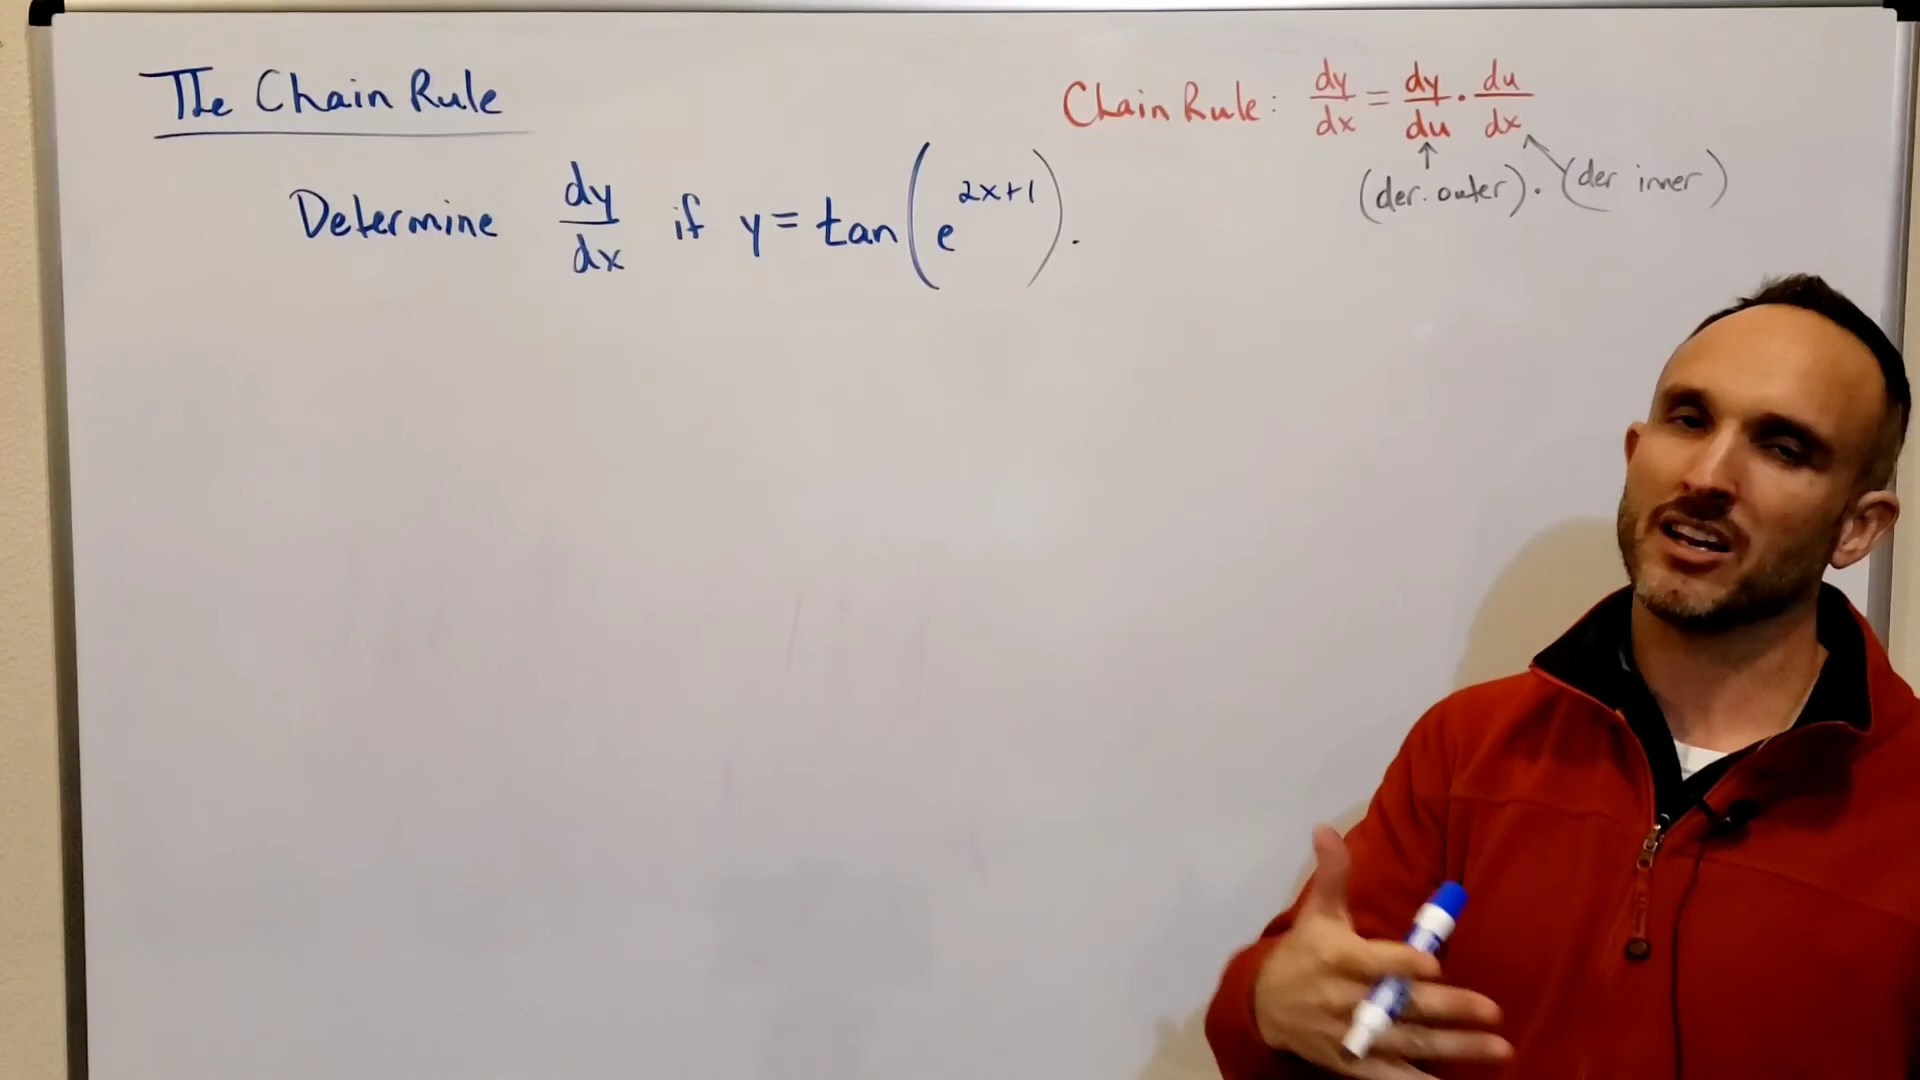 The Chain Rule
Chain Rule: dy/dx = dy/du · du/dx
(der. outer) · (der inner)
Determine dy/dx if y = tan(e^(2x+1)).